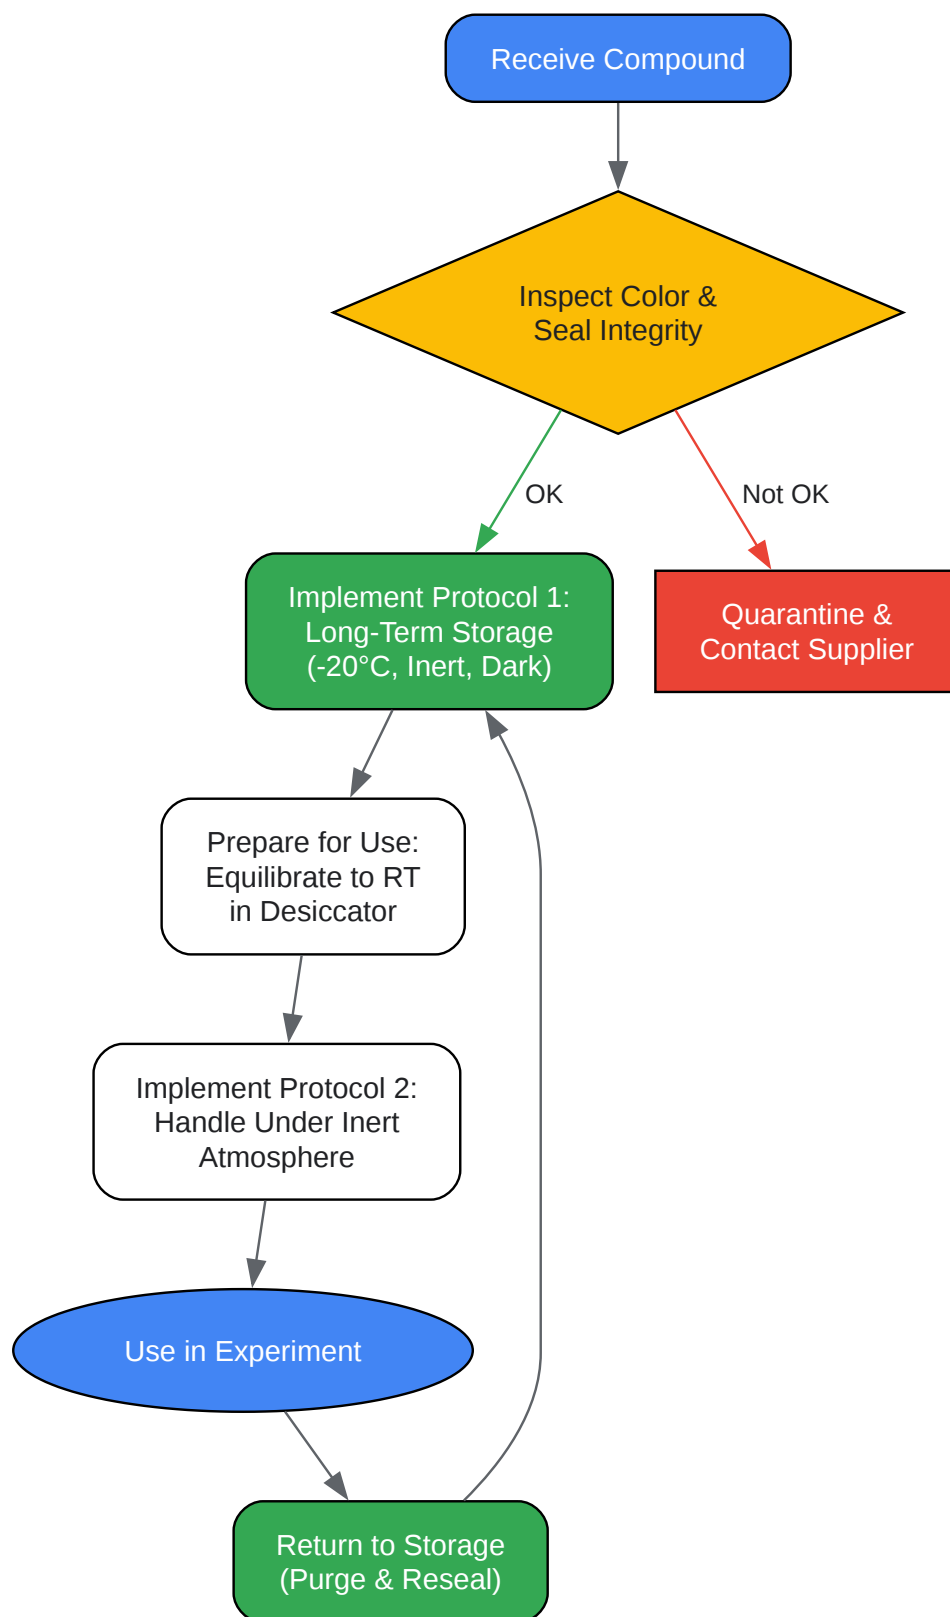 Receive Compound
Inspect Color &
Seal Integrity
OK
Not OK
Implement Protocol 1:
Long-Term Storage
(-20°C, Inert, Dark)
Quarantine &
Contact Supplier
Prepare for Use:
Equilibrate to RT
in Desiccator
Implement Protocol 2:
Handle Under Inert
Atmosphere
Use in Experiment
Return to Storage
(Purge & Reseal)